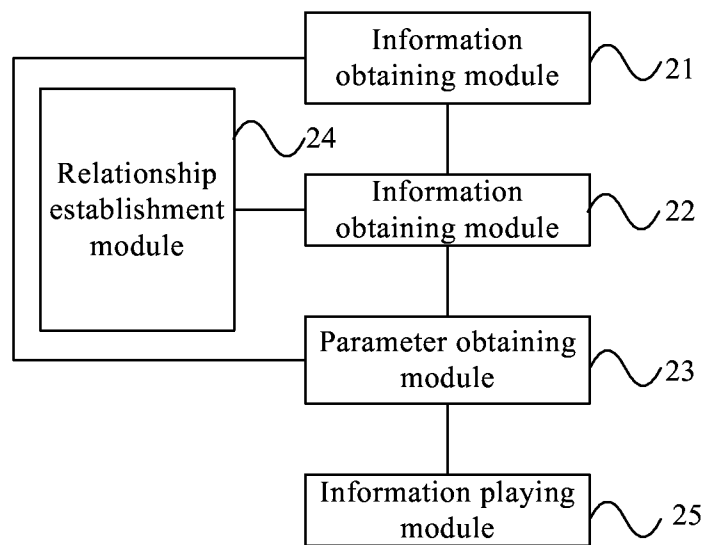 Information
obtaining module
21
24
Relationship
establishment
module
Information
obtaining module
22
Parameter obtaining
module
23
Information playing
module
25